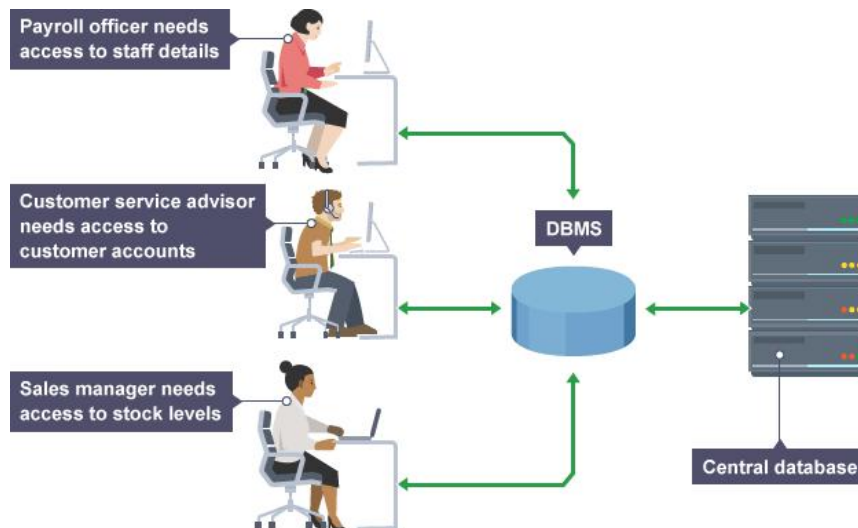 Payroll officer needs
access to staff details
Customer service advisor
needs access to
customer accounts
DBMS
Sales manager needs
access to stock levels
Central database